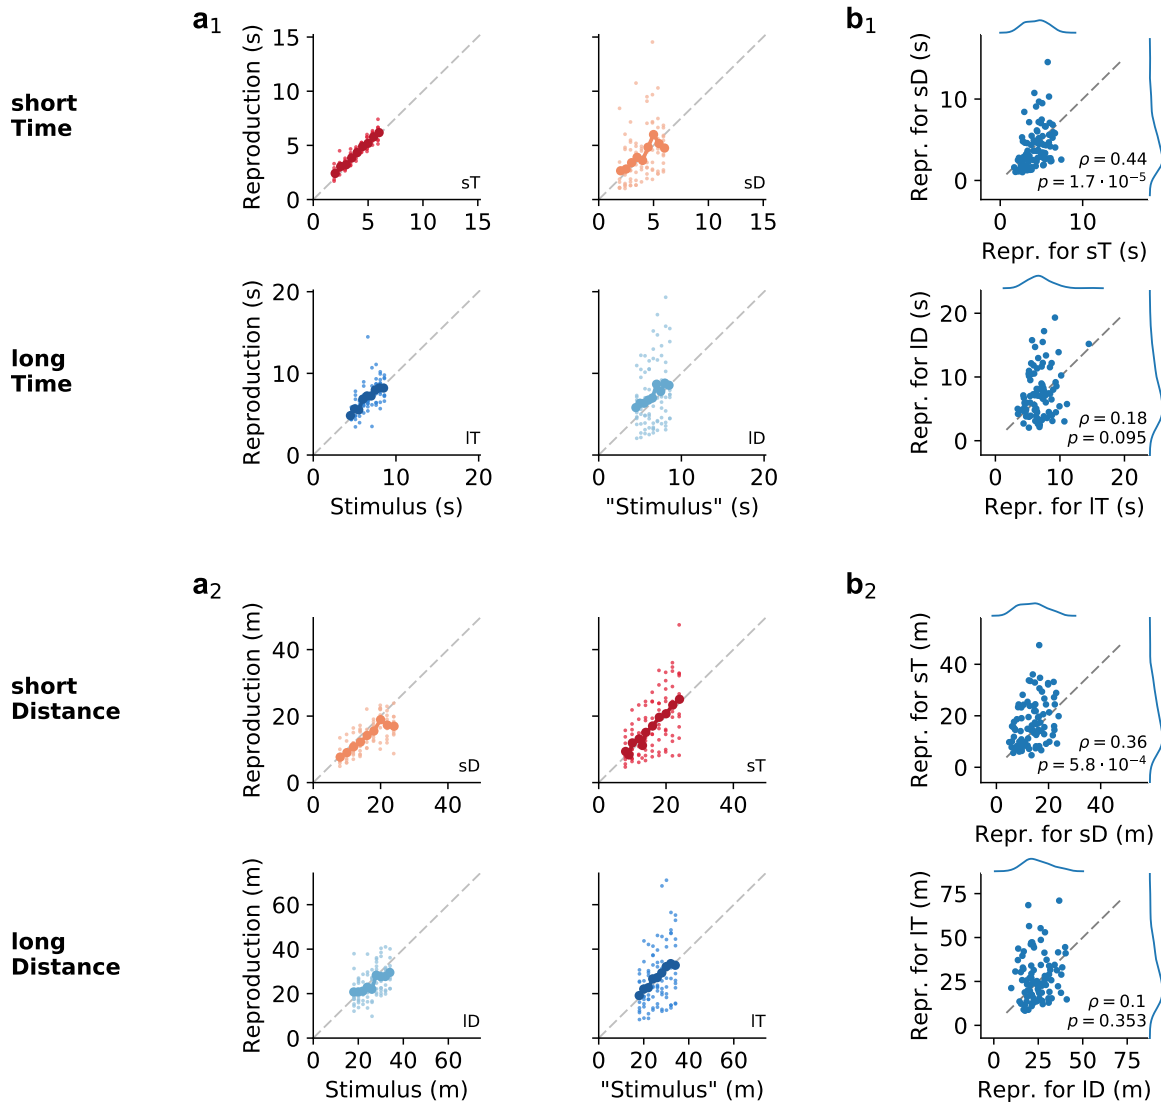 a1
b1
short
Time
Reproduction (s)
15
10
5
0
0 5 10 15
sT
0 5 10 15
sD
Repr. for sD (s)
10
0
0 10
ρ = 0.44
p = 1.7 · 10⁻⁵
Repr. for sT (s)
long
Time
Reproduction (s)
20
10
0
0 10 20
lT
Stimulus (s)
0 10 20
lD
"Stimulus" (s)
Repr. for lD (s)
20
10
0
0 10 20
ρ = 0.18
p = 0.095
Repr. for lT (s)
a2
b2
short
Distance
Reproduction (m)
40
20
0
0 20 40
sD
0 20 40
sT
Repr. for sT (m)
40
20
0
0 20 40
ρ = 0.36
p = 5.8 · 10⁻⁴
Repr. for sD (m)
long
Distance
Reproduction (m)
60
40
20
0
0 20 40 60
lD
Stimulus (m)
0 20 40 60
lT
"Stimulus" (m)
Repr. for lT (m)
75
50
25
0
0 25 50 75
ρ = 0.1
p = 0.353
Repr. for lD (m)